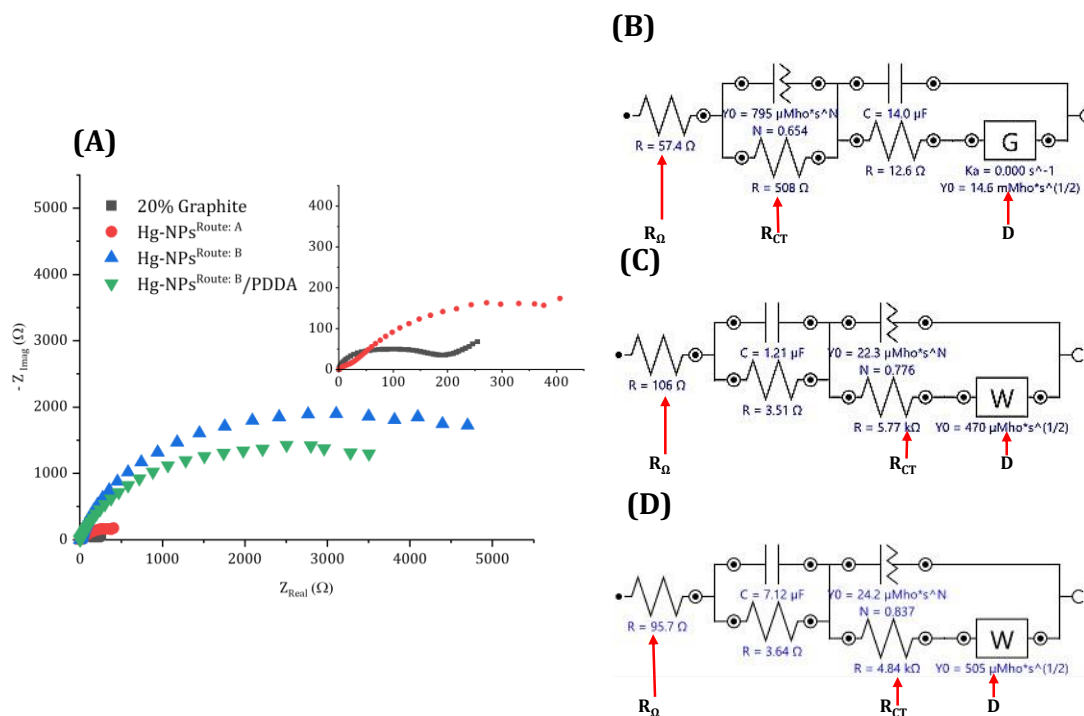 (A)
5000
4000
3000
2000
1000
0
- Z Imag (Ω)
0 1000 2000 3000 4000 5000
ZReal (Ω)
20% Graphite
Hg-NPsRoute: A
Hg-NPsRoute: B
Hg-NPsRoute: B/PDDA
400
300
200
100
0
0 100 200 300 400
(B)
Y0 = 795 µMho*s^N
N = 0.654
C = 14.0 µF
R = 57.4 Ω
R = 508 Ω
R = 12.6 Ω
G
Ka = 0.000 s^-1
Y0 = 14.6 mMho*s^(1/2)
RΩ
RCT
D
(C)
C = 1.21 µF
Y0 = 22.3 µMho*s^N
N = 0.776
R = 106 Ω
R = 3.51 Ω
R = 5.77 kΩ
W
Y0 = 470 µMho*s^(1/2)
RΩ
RCT
D
(D)
C = 7.12 µF
Y0 = 24.2 µMho*s^N
N = 0.837
R = 95.7 Ω
R = 3.64 Ω
R = 4.84 kΩ
W
Y0 = 505 µMho*s^(1/2)
RΩ
RCT
D